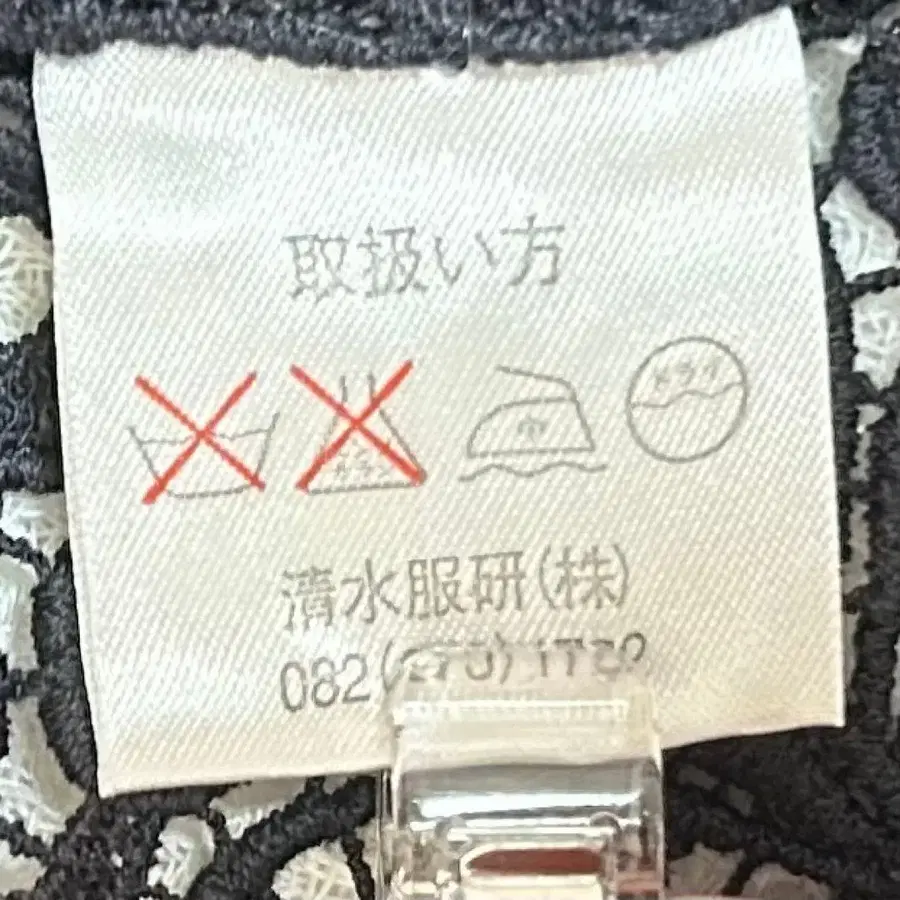 取扱い方
中 ドライ
清水服研(株)
082